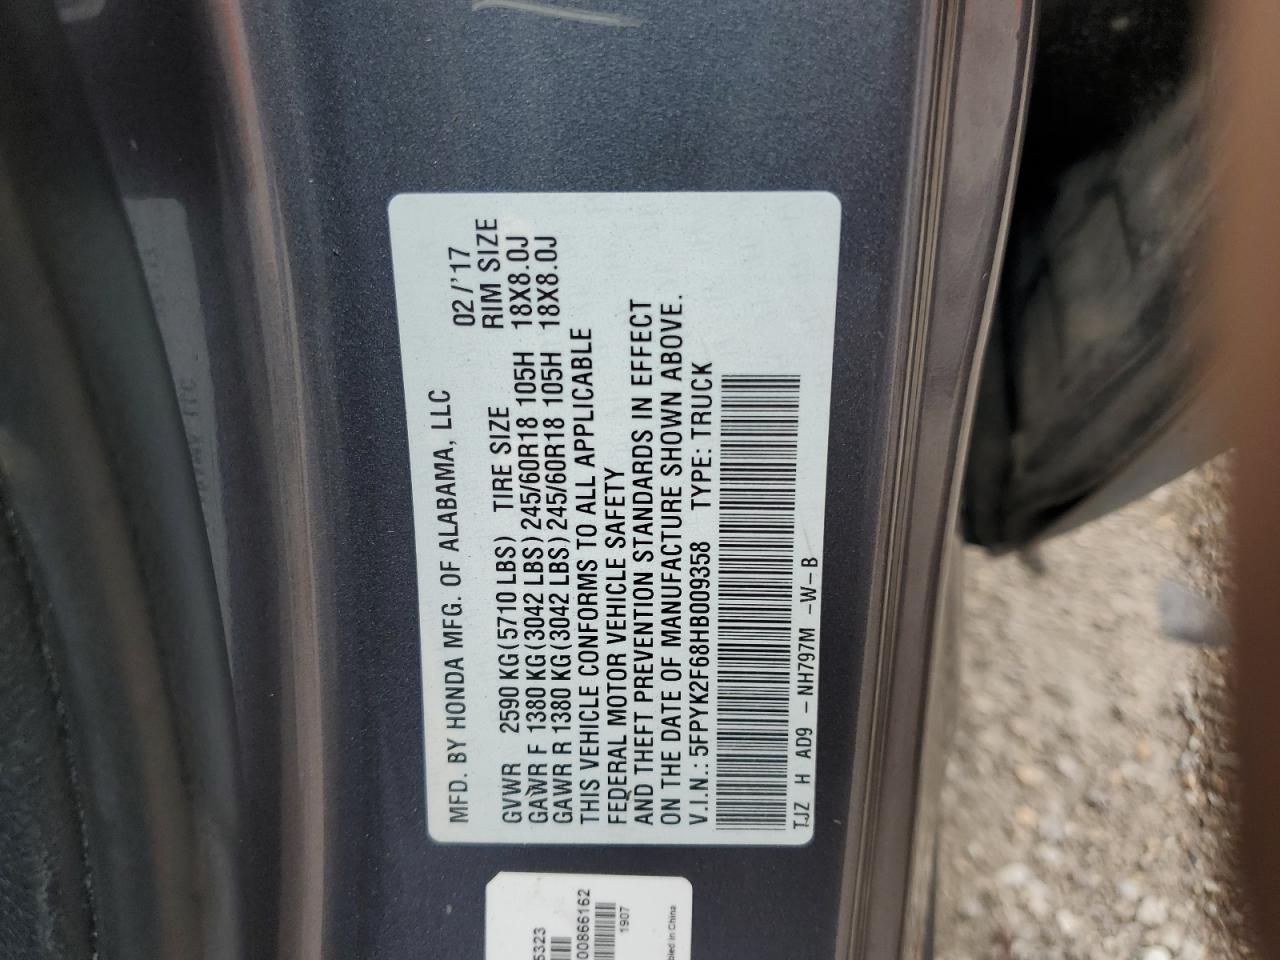 MFD. BY HONDA MFG. OF ALABAMA, LLC 02/'17
GVWR 2590 KG(5710 LBS) TIRE SIZE RIM SIZE
GAWR F 1380 KG(3042 LBS) 245/60R18 105H 18X8.0J
GAWR R 1380 KG(3042 LBS) 245/60R18 105H 18X8.0J
THIS VEHICLE CONFORMS TO ALL APPLICABLE
FEDERAL MOTOR VEHICLE SAFETY
AND THEFT PREVENTION STANDARDS IN EFFECT
ON THE DATE OF MANUFACTURE SHOWN ABOVE.
V.I.N.: 5FPYK2F68HB009358 TYPE: TRUCK
TJZ H AD9 -NH797M -W-B
5323
00866162
1907
in China